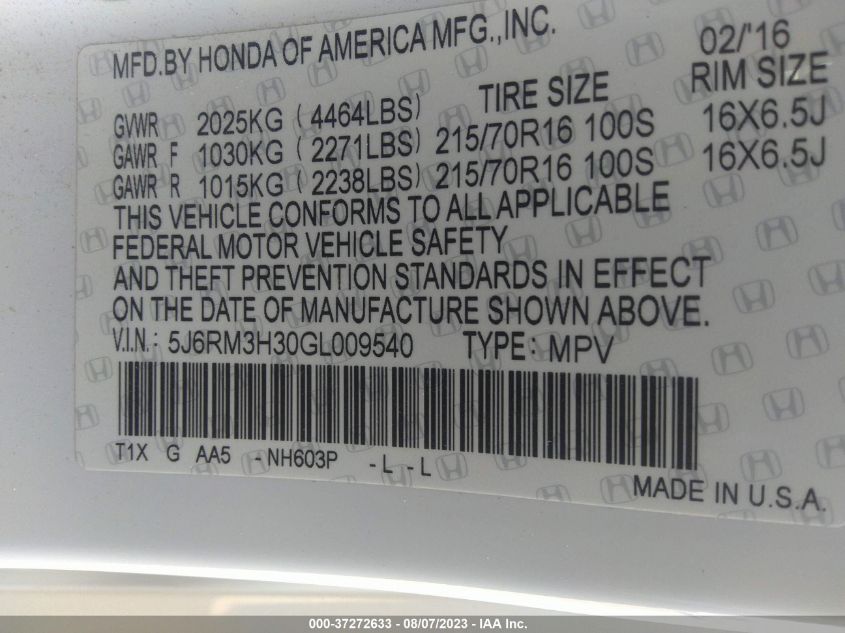 MFD.BY HONDA OF AMERICA MFG.,INC. 02/'16
TIRE SIZE RIM SIZE
GVWR 2025KG (4464LBS)
GAWR F 1030KG (2271LBS) 215/70R16 100S 16X6.5J
GAWR R 1015KG (2238LBS) 215/70R16 100S 16X6.5J
THIS VEHICLE CONFORMS TO ALL APPLICABLE
FEDERAL MOTOR VEHICLE SAFETY
AND THEFT PREVENTION STANDARDS IN EFFECT
ON THE DATE OF MANUFACTURE SHOWN ABOVE.
V.I.N.: 5J6RM3H30GL009540 TYPE: MPV
T1X G AA5 -NH603P -L -L
MADE IN U.S.A.
000-37272633 - 08/07/2023 - IAA Inc.